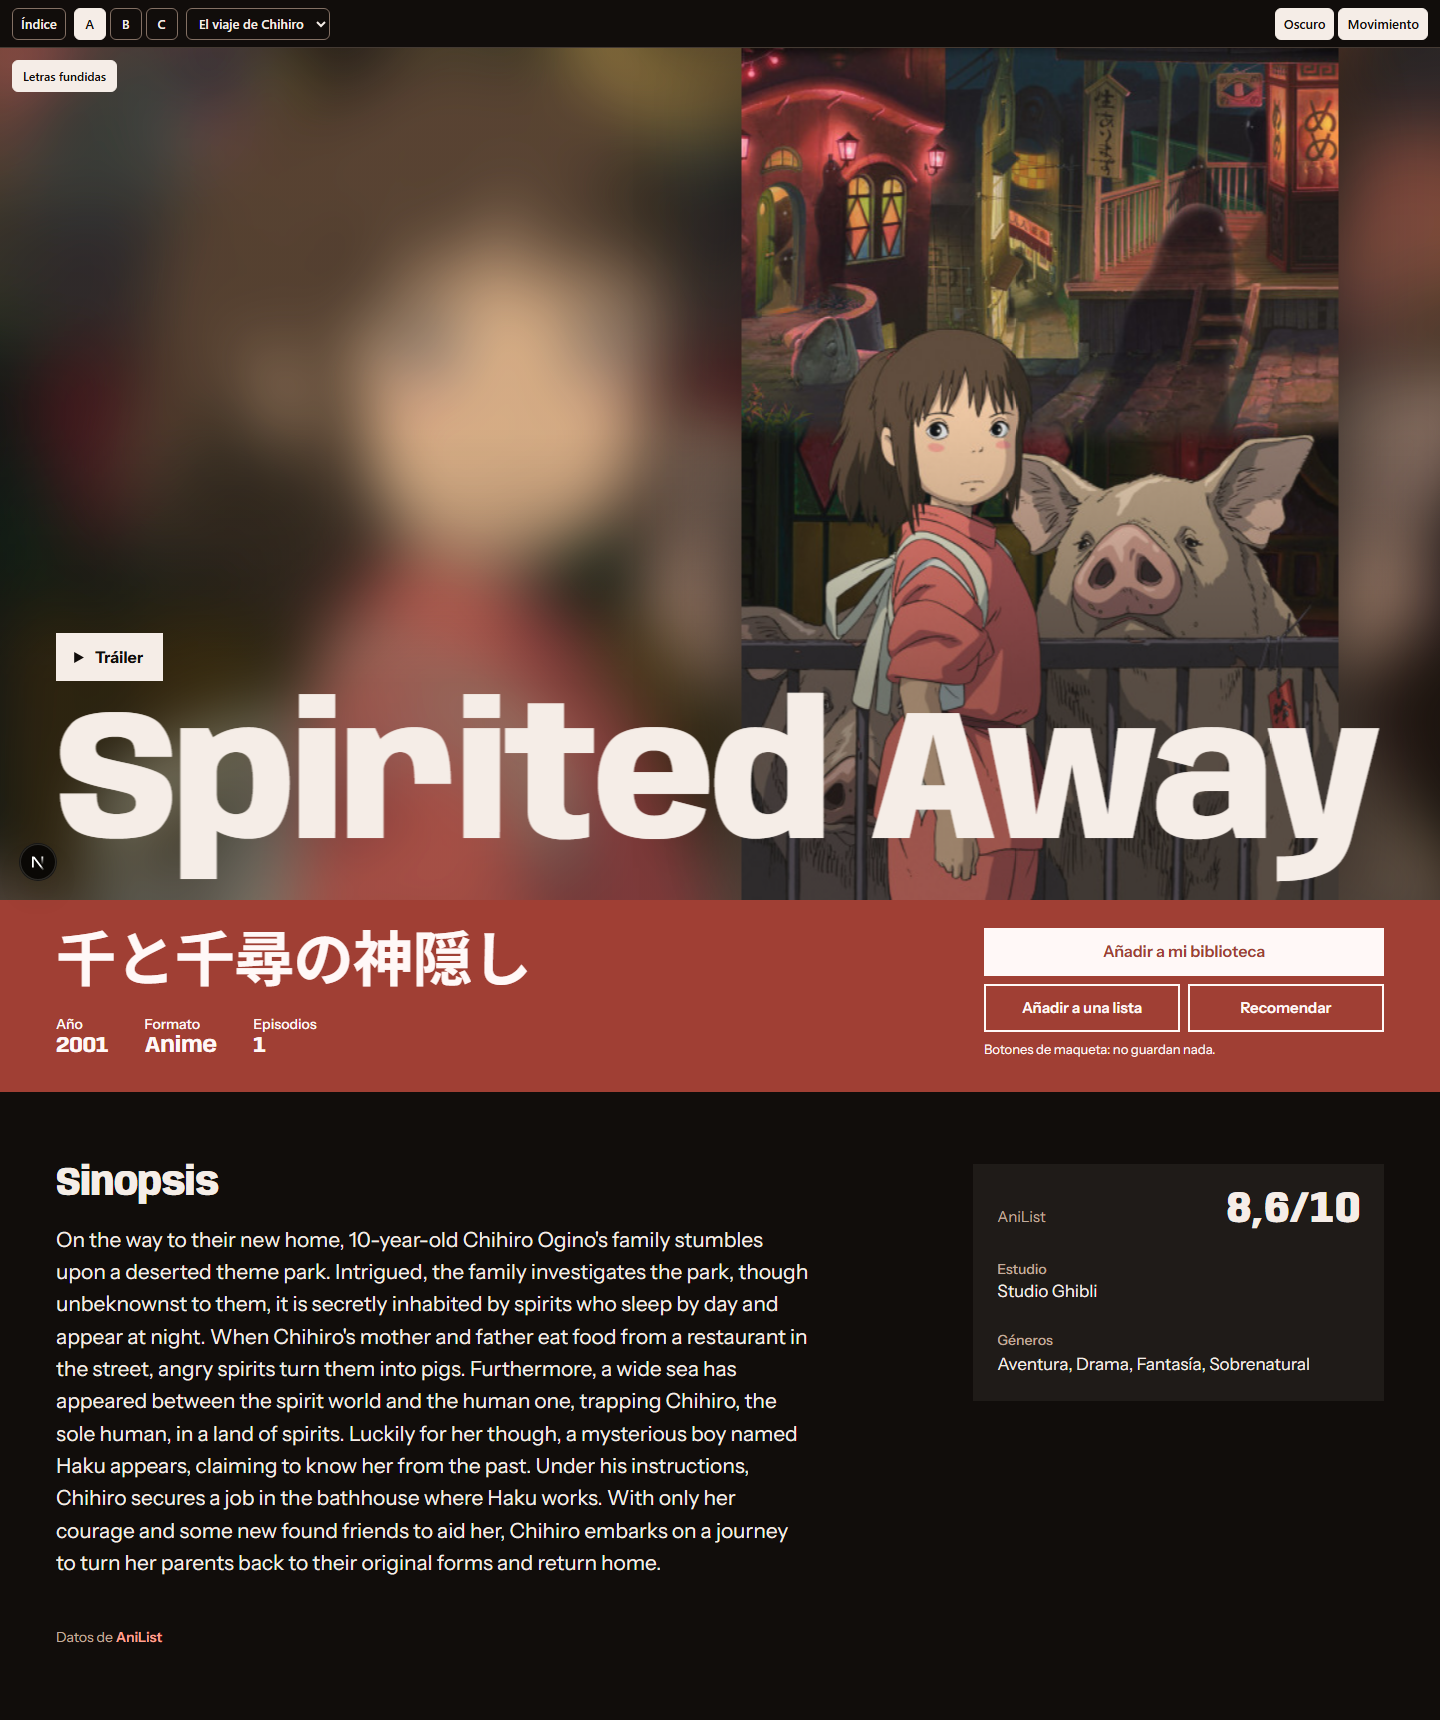 Índice
A
B
C
El viaje de Chihiro
Oscuro
Movimiento
Letras fundidas
生あります
めめ
Tráiler
Spirited Away
N
千と千尋の神隠し
Año
2001
Formato
Anime
Episodios
1
Añadir a mi biblioteca
Añadir a una lista
Recomendar
Botones de maqueta: no guardan nada.
Sinopsis
On the way to their new home, 10-year-old Chihiro Ogino's family stumbles
upon a deserted theme park. Intrigued, the family investigates the park, though
unbeknownst to them, it is secretly inhabited by spirits who sleep by day and
appear at night. When Chihiro's mother and father eat food from a restaurant in
the street, angry spirits turn them into pigs. Furthermore, a wide sea has
appeared between the spirit world and the human one, trapping Chihiro, the
sole human, in a land of spirits. Luckily for her though, a mysterious boy named
Haku appears, claiming to know her from the past. Under his instructions,
Chihiro secures a job in the bathhouse where Haku works. With only her
courage and some new found friends to aid her, Chihiro embarks on a journey
to turn her parents back to their original forms and return home.
Datos de AniList
AniList
8,6/10
Estudio
Studio Ghibli
Géneros
Aventura, Drama, Fantasía, Sobrenatural